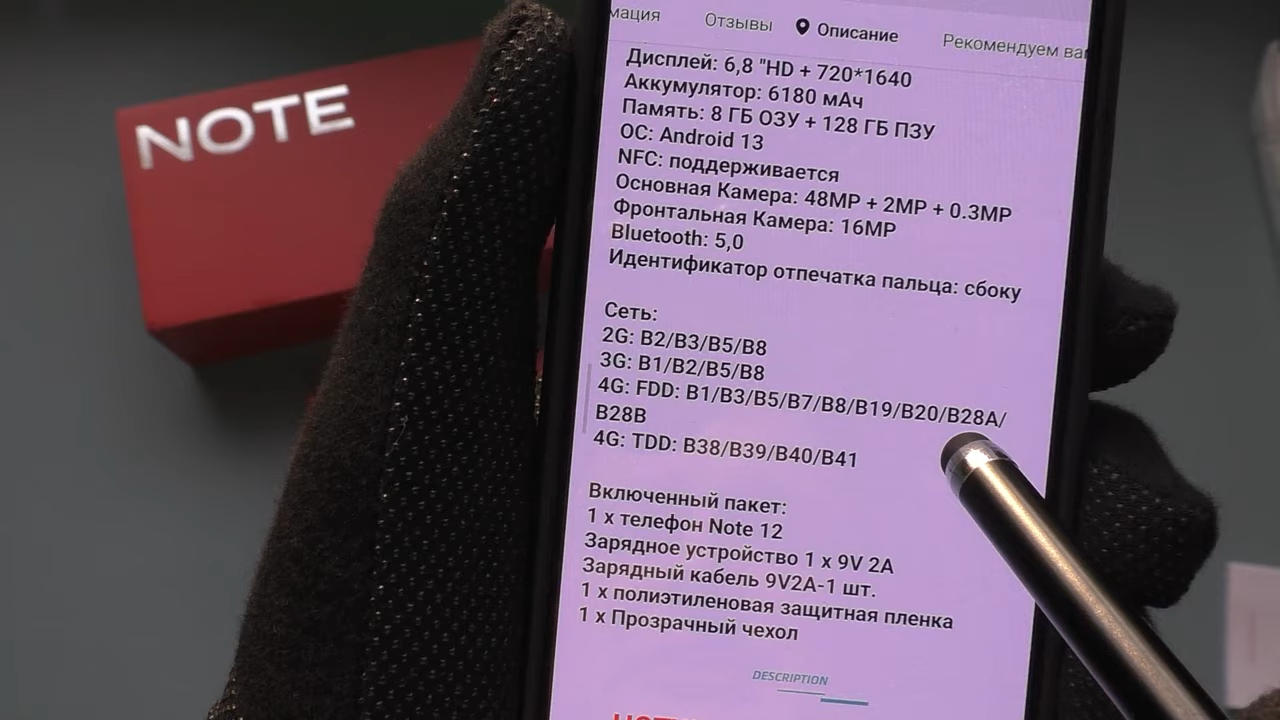 NOTE
Отзывы
Описание
Рекомендуем
Дисплей: 6,8 "HD + 720*1640
Аккумулятор: 6180 мАч
Память: 8 ГБ ОЗУ + 128 ГБ ПЗУ
ОС: Android 13
NFC: поддерживается
Основная Камера: 48MP + 2MP + 0.3MP
Фронтальная Камера: 16MP
Bluetooth: 5,0
Идентификатор отпечатка пальца: сбоку
Сеть:
2G: B2/B3/B5/B8
3G: B1/B2/B5/B8
4G: FDD: B1/B3/B5/B7/B8/B19/B20/B28A/
B28B
4G: TDD: B38/B39/B40/B41
Включенный пакет:
1 x телефон Note 12
Зарядное устройство 1 x 9V 2A
Зарядный кабель 9V2A-1 шт.
1 x полиэтиленовая защитная пленка
1 x Прозрачный чехол
DESCRIPTION